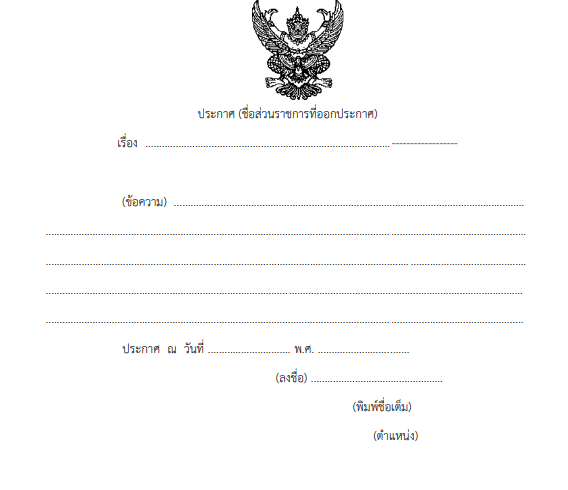 ประกาศ (ชื่อส่วนราชการที่ออกประกาศ)
เรื่อง ........................................................................................ ------------------
(ข้อความ) ...............................................................................................................................
..............................................................................................................................................................................
..............................................................................................................................................................................
..............................................................................................................................................................................
..............................................................................................................................................................................
ประกาศ ณ วันที่ .............................. พ.ศ. .................................
(ลงชื่อ) ................................................
(พิมพ์ชื่อเต็ม)
(ตำแหน่ง)